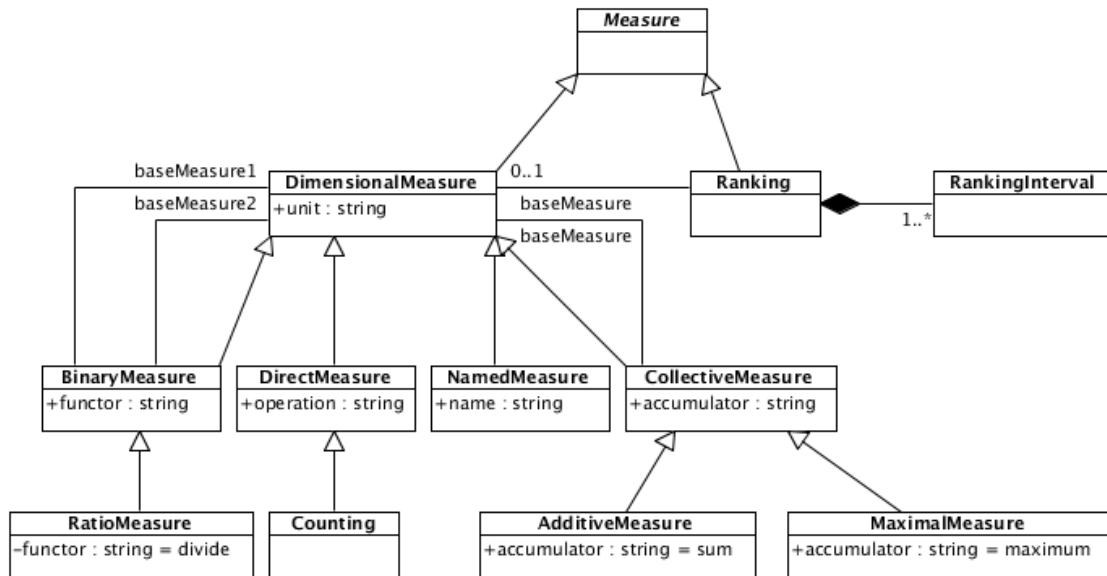 Measure
baseMeasure1
DimensionalMeasure
0..1
Ranking
RankingInterval
baseMeasure2
+unit : string
baseMeasure
1..*
baseMeasure
BinaryMeasure
DirectMeasure
NamedMeasure
CollectiveMeasure
+functor : string
+operation : string
+name : string
+accumulator : string
RatioMeasure
Counting
AdditiveMeasure
MaximalMeasure
-functor : string = divide
+accumulator : string = sum
+accumulator : string = maximum